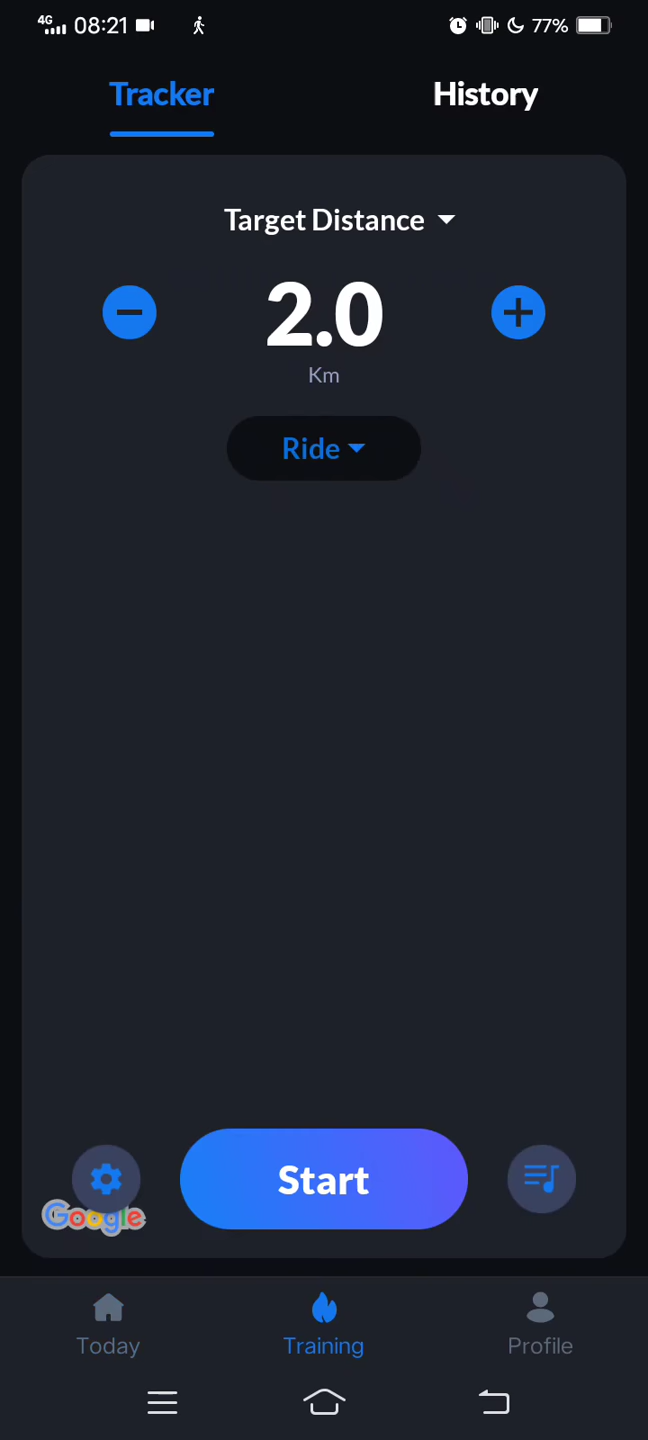 4G 08:21 77%
Tracker History
Target Distance
2.0
Km
Ride
Start
Google
Today Training Profile